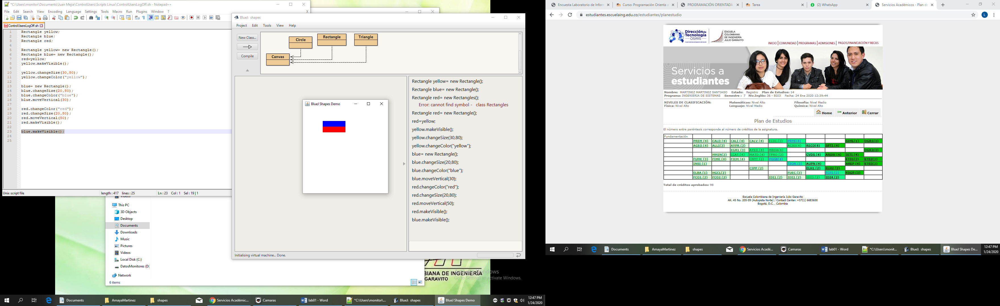 *C:\Users\monitor\Documents\Juan Mejia\ControlUsers\Scripts Linux\ControlUsersLogOff.sh - Notepad++
File Edit Search View Encoding Language Settings Tools Macro Run Plugins Window ? X
ControlUsersLogOff.sh
1 Rectangle yellow;
2 Rectangle blue;
3 Rectangle red;
4
5 Rectangle yellow= new Rectangle();
6 Rectangle blue= new Rectangle();
7 red=yellow;
8 yellow.makeVisible();
9
10 yellow.changeSize(30,80);
11 yellow.changeColor("yellow");
12
13 blue= new Rectangle();
14 blue.changeSize(20,80);
15 blue.changeColor("blue");
16 blue.moveVertical(30);
17
18 red.changeColor("red");
19 red.changeSize(20,80);
20 red.moveVertical(50);
21 red.makeVisible();
22
23 blue.makeVisible();
24
25
Unix script file length : 417 lines : 25 Ln : 23 Col : 1 Sel : 19 | 1
Videos
This PC
3D Objects
Desktop
Documents
Downloads
Music
Pictures
Videos
Local Disk (C:)
DatosMonitores (D:
Network
6 items
BlueJ: shapes
Project Edit Tools View Help
New Class...
Compile
Circle
Rectangle
Triangle
Canvas
BlueJ Shapes Demo
Rectangle yellow= new Rectangle();
Rectangle blue= new Rectangle();
Rectangle red= new Rectangles();
Error: cannot find symbol - class Rectangles
Rectangle red= new Rectangle();
red=yellow;
yellow.makeVisible();
yellow.changeSize(30,80);
yellow.changeColor("yellow");
blue= new Rectangle();
blue.changeSize(20,80);
blue.changeColor("blue");
blue.moveVertical(30);
red.changeColor("red");
red.changeSize(20,80);
red.moveVertical(50);
red.makeVisible();
blue.makeVisible();
Initialising virtual machine... Done.
BIANA DE INGENIERÍA
GARAVITO
Activate Windows
Go to Settings to activate Windows.
Documents AmayaMartinez shapes Servicios Académic... Camaras lab01 - Word *C:\Users\monitor\... BlueJ: shapes BlueJ Shapes Demo
12:47 PM
1/24/2020
Encuesta Laboratorio de Inform Curso: Programación Orienta a PROGRAMACIÓN ORIENTADA Tarea (2) WhatsApp Servicios Académicos - Plan de
estudiantes.escuelaing.edu.co/estudiantes/planestudio L
Dirección de
Tecnología
OSIRIS
ESCUELA
COLOMBIANA
DE INGENIERÍA
JULIO GARAVITO
INICIO | COMUNIDAD | PROGRAMAS | ADMISIONES | PAGOS,FINANCIACIÓN Y BECAS
Servicios a
estudiantes
Nombre: MARTINEZ MARTINEZ SANTIAGO Estado: Registro Plan de Estudios: 14
Programa: INGENIERIA DE SISTEMAS Semestre : 7 Niv.Inglés: 36 - EGI3 Fecha: 24 Ene 2020 12:39:44
NIVELES DE CLASIFICACIÓN: Matemáticas: Nivel Alto Filosofia: Nivel Medio
Física: Nivel Alto Lenguaje: Nivel Medio Química: Nivel Alto
Home Anterior Cerrar
Plan de Estudios
El número entre paréntesis corresponde al número de créditos de la asignatura.
Fundamentación
PREM (4) CALD (4) CALI (4) CALV (4) ECDI (3) PRYE(4) SIML(1) OGR1(3)
AGEO (4) ALLI(3) AYPR (3) ACSO(4) RECO(4) SPTI (4)
EGR1 (3) AYED (4) MBDA(4) OGR2(3)
MMIN(3) LCAT (4) MATD (4) TPRO (3) CVDS (4) ARSW (4) IETI (4)
FUME (3) FIME (4) FIEM (4) CNYT (3) POOB(4) ET01(3) ET02(3)
INSI (1) TSOR (3) AUPN (4) AREP (4) ET03(3)
CIPP (2) ELH1 (2) ELH2 (2)
ELBA (1) HGCL(2) FUEC (3) FCFI (3) FDGP (3)
FCO1 (2) FCO2 (2) IDI1 (2) IDI2 (2) IDI3 (2) IDI4 (2)
Total de créditos aprobados: 98
Escuela Colombiana de Ingeniería Julio Garavito
AK. 45 No. 205-59 (Autopista Norte) / Contact Center: +57(1) 6683600
Bogotá, D.C. , Colombia
Documents AmayaMartinez shapes Servicios Acadé... Camaras lab01 - Word *C:\Users\monit... BlueJ: shapes BlueJ Shapes De...
12:47 PM
1/24/2020